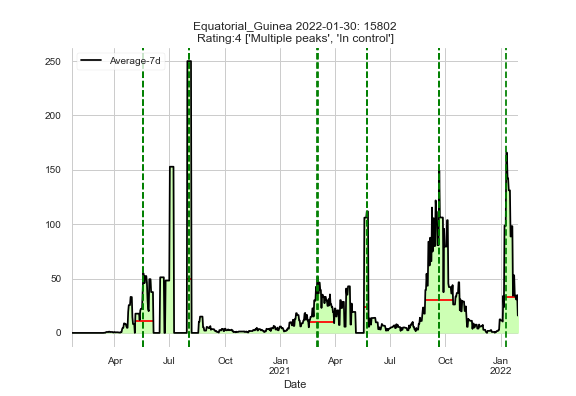 Equatorial_Guinea 2022-01-30: 15802
Rating:4 ['Multiple peaks', 'In control']
Average-7d
250
200
150
100
50
0
Apr Jul Oct Jan Apr Jul Oct Jan
2021 2022
Date